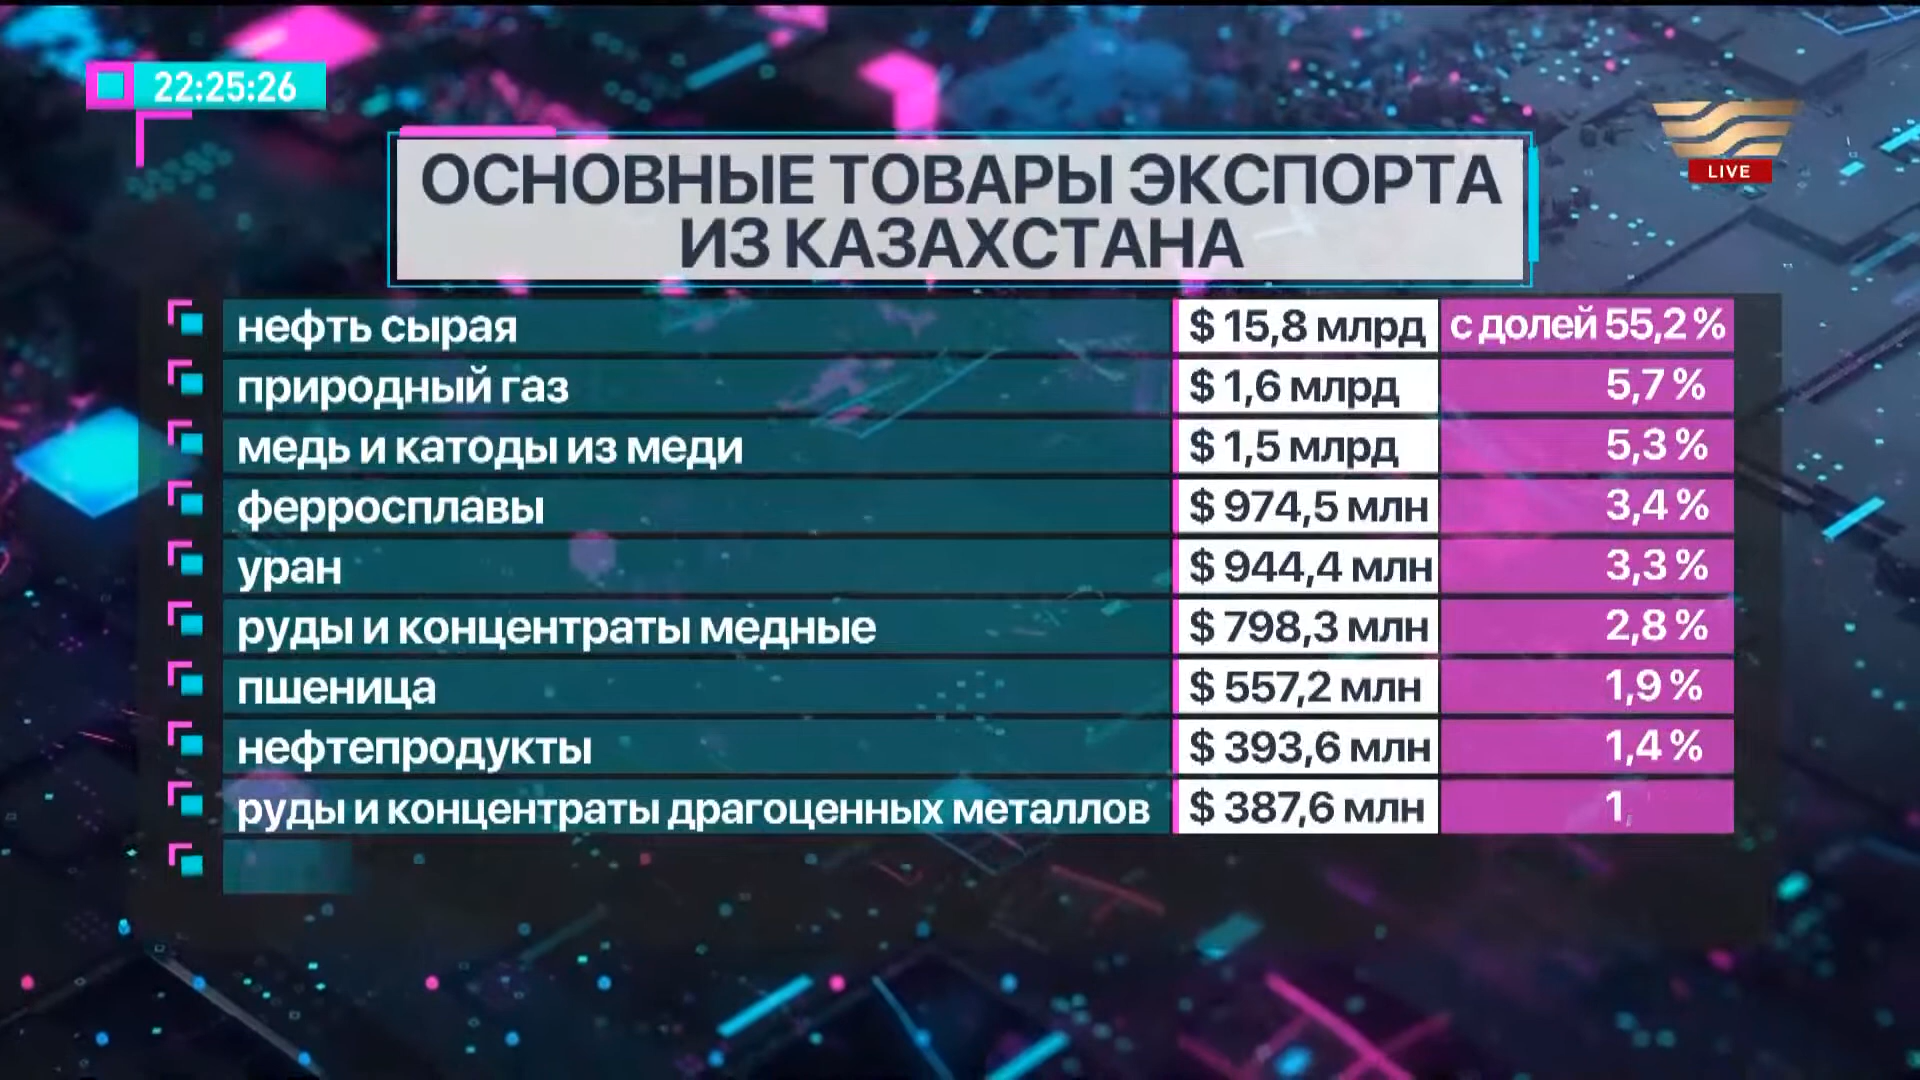 22:25:26
LIVE
ОСНОВНЫЕ ТОВАРЫ ЭКСПОРТА
ИЗ КАЗАХСТАНА
нефть сырая $ 15,8 млрд с долей 55,2 %
природный газ $ 1,6 млрд 5,7 %
медь и катоды из меди $ 1,5 млрд 5,3 %
ферросплавы $ 974,5 млн 3,4 %
уран $ 944,4 млн 3,3 %
руды и концентраты медные $ 798,3 млн 2,8 %
пшеница $ 557,2 млн 1,9 %
нефтепродукты $ 393,6 млн 1,4 %
руды и концентраты драгоценных металлов $ 387,6 млн 1,